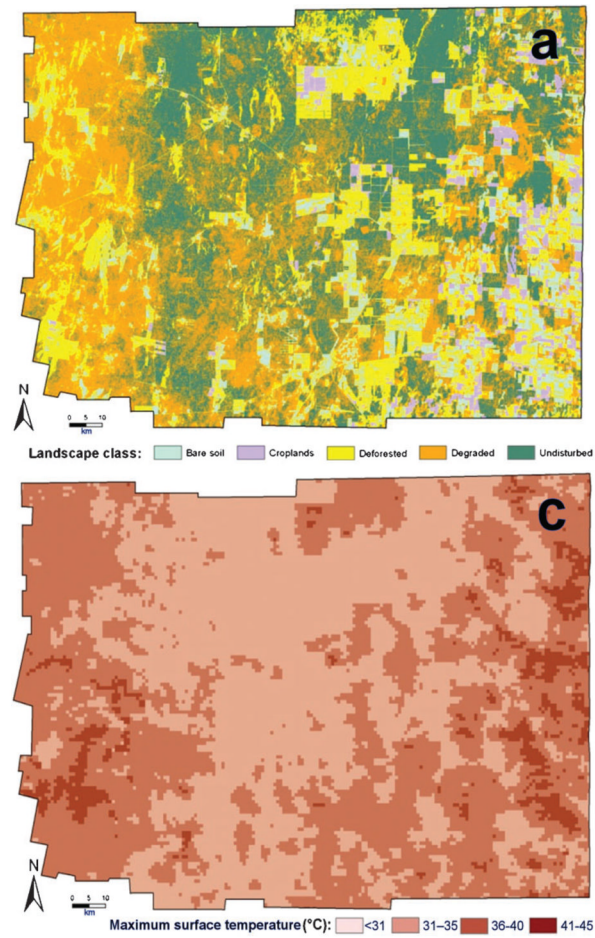 a
N
0 5 10
km
Landscape class: Bare soil Croplands Deforested Degraded Undisturbed
c
N
0 5 10
km
Maximum surface temperature (°C): <31 31–35 36-40 41-45